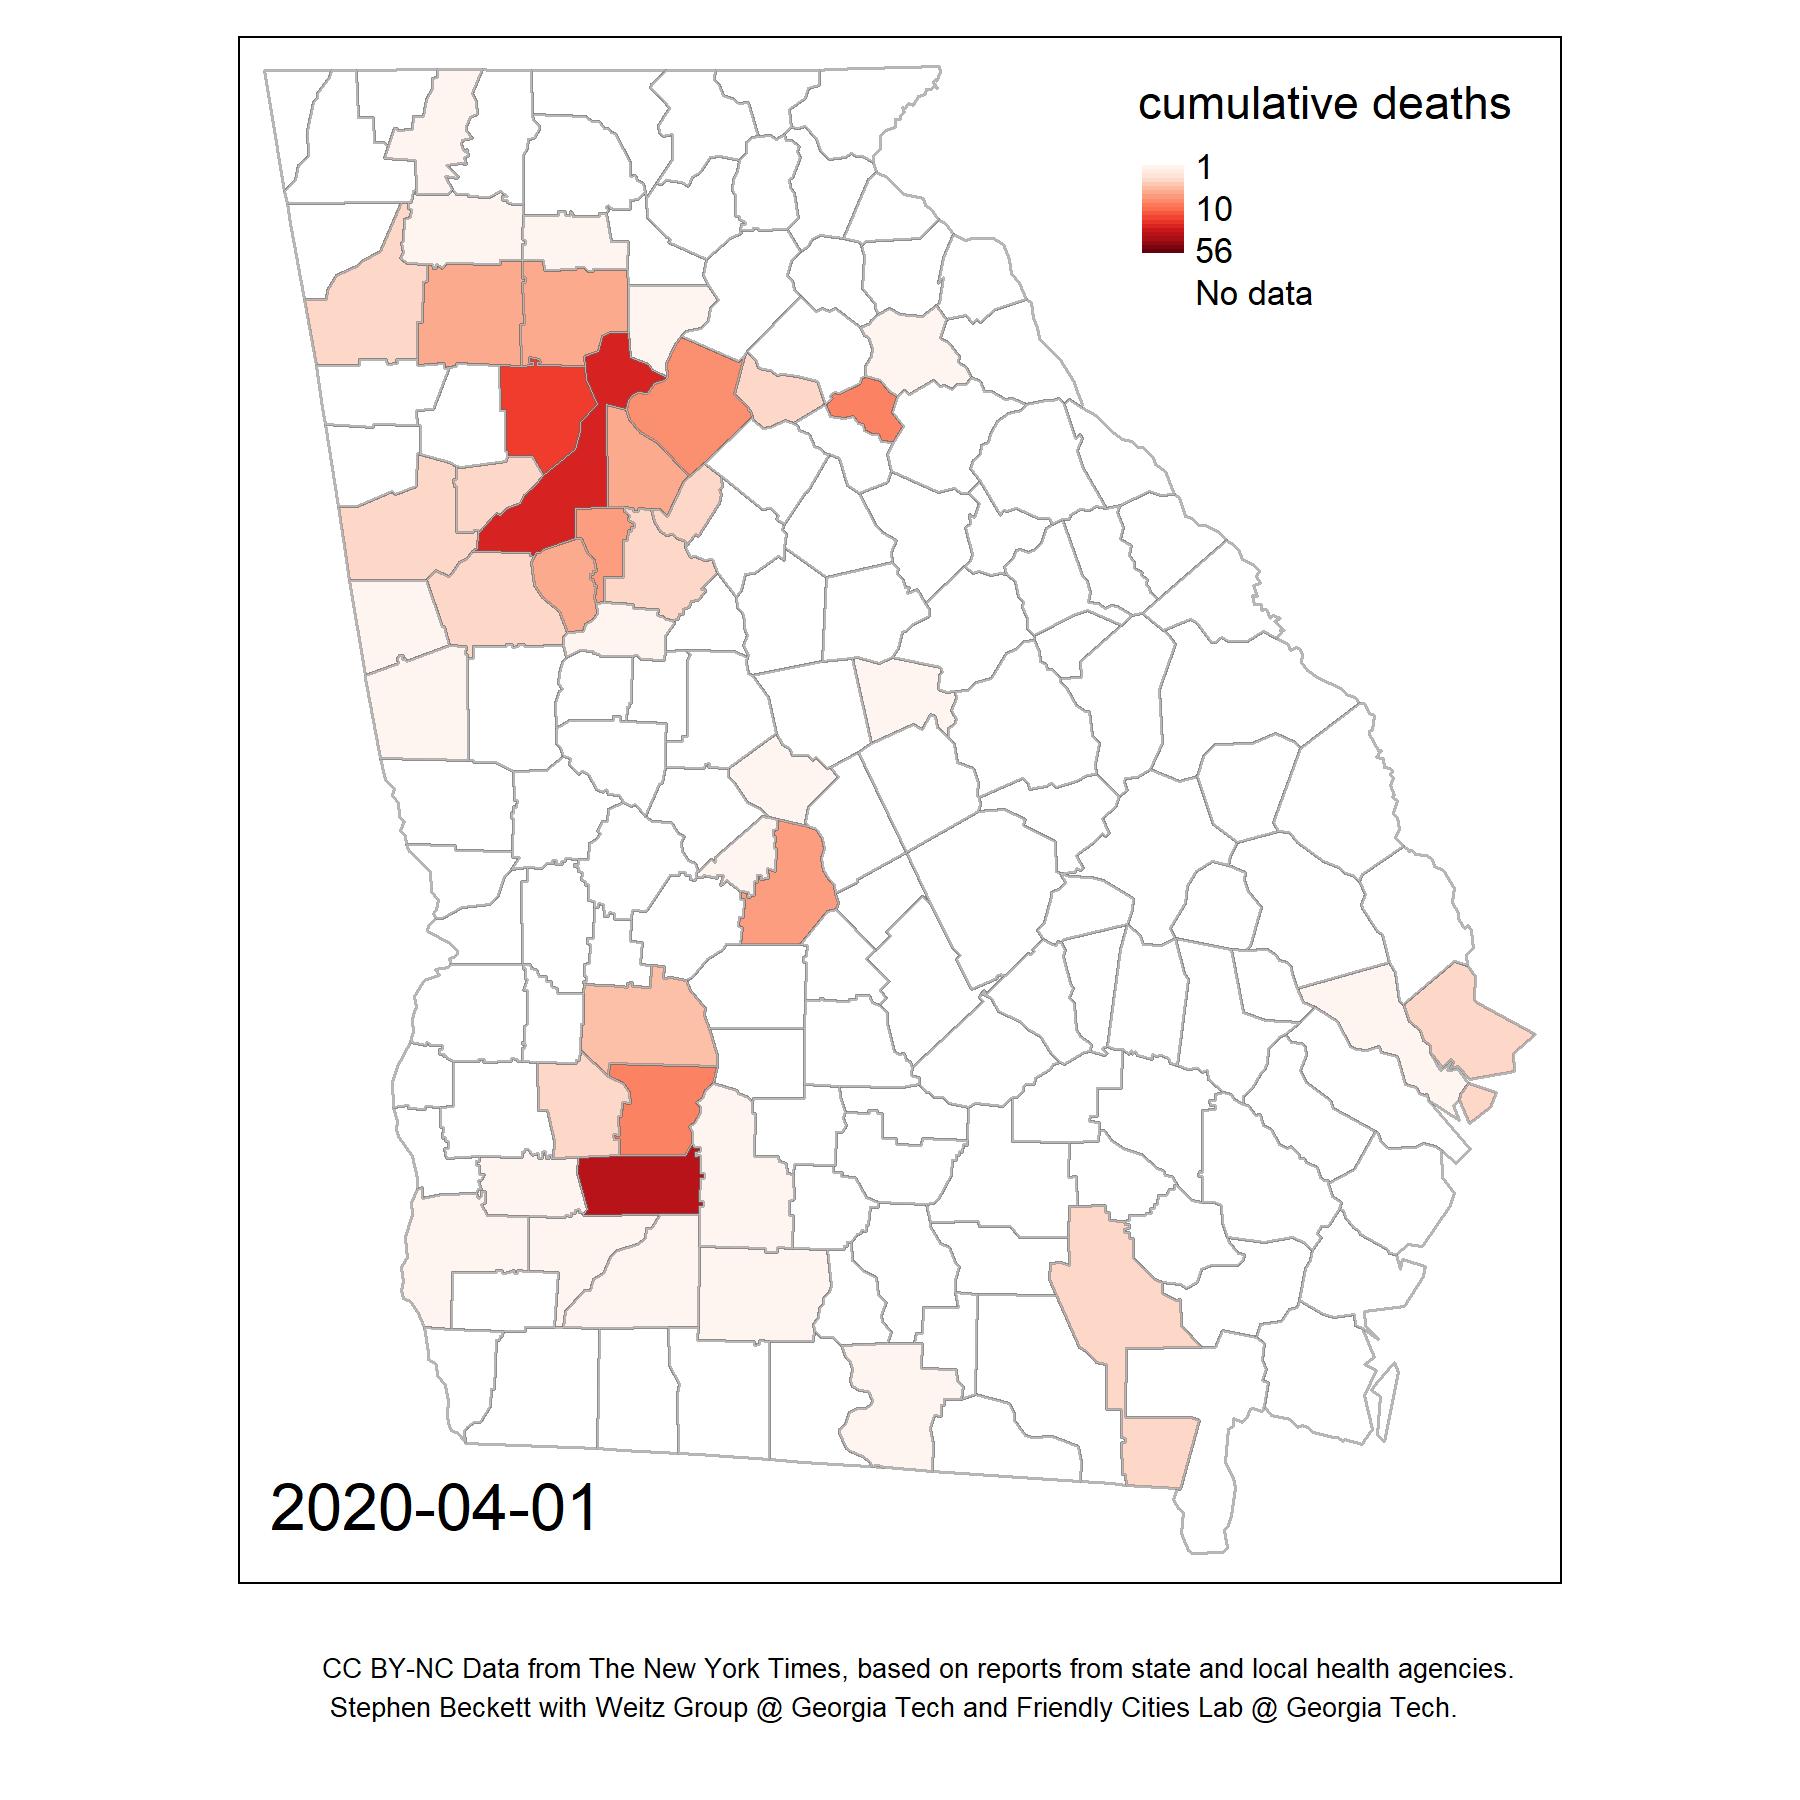 cumulative deaths
1
10
56
No data
2020-04-01
CC BY-NC Data from The New York Times, based on reports from state and local health agencies.
Stephen Beckett with Weitz Group @ Georgia Tech and Friendly Cities Lab @ Georgia Tech.